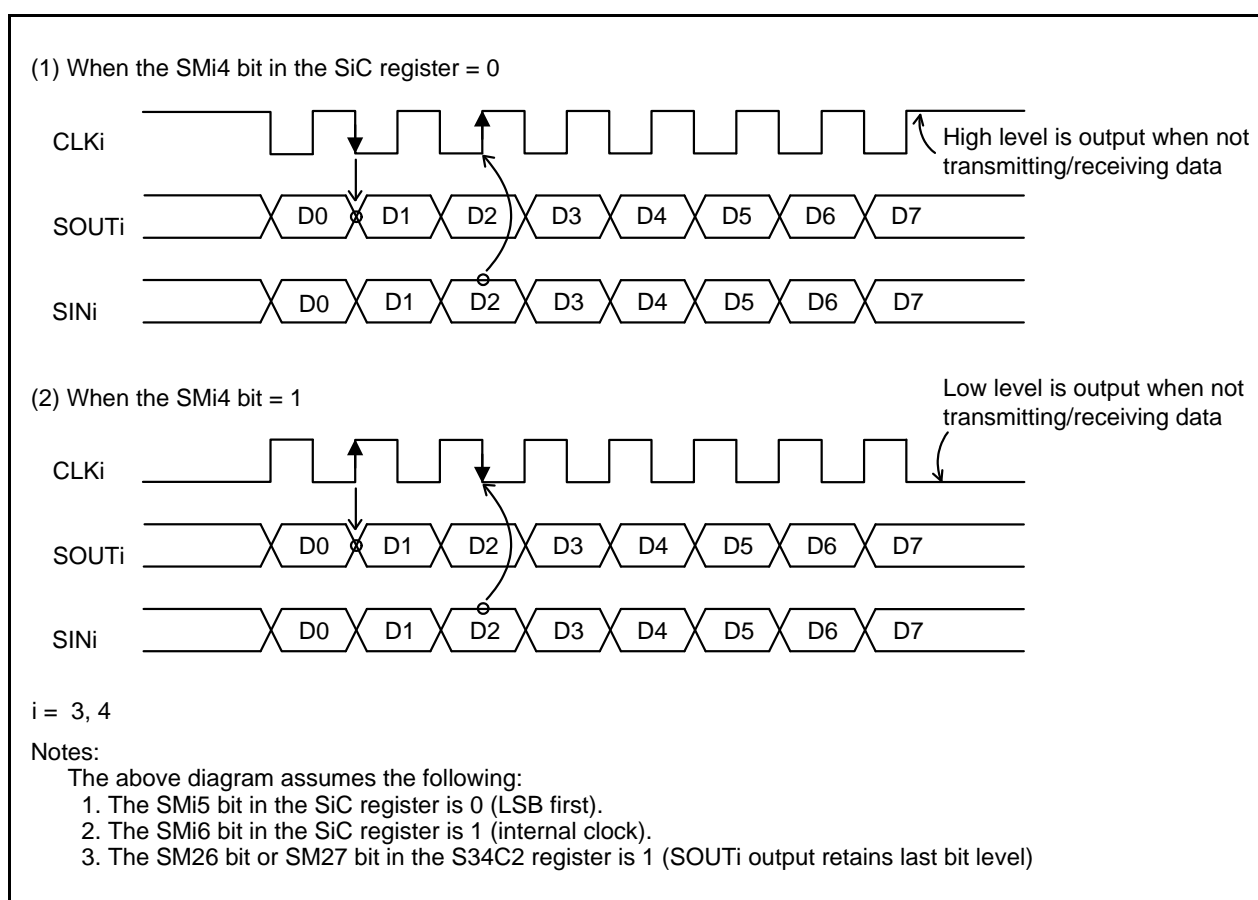 (1) When the SMi4 bit in the SiC register = 0
CLKi
High level is output when not
transmitting/receiving data
SOUTi
D0 D1 D2 D3 D4 D5 D6 D7
SINi
D0 D1 D2 D3 D4 D5 D6 D7
(2) When the SMi4 bit = 1
Low level is output when not
transmitting/receiving data
CLKi
SOUTi
D0 D1 D2 D3 D4 D5 D6 D7
SINi
D0 D1 D2 D3 D4 D5 D6 D7
i = 3, 4
Notes:
The above diagram assumes the following:
1. The SMi5 bit in the SiC register is 0 (LSB first).
2. The SMi6 bit in the SiC register is 1 (internal clock).
3. The SM26 bit or SM27 bit in the S34C2 register is 1 (SOUTi output retains last bit level)